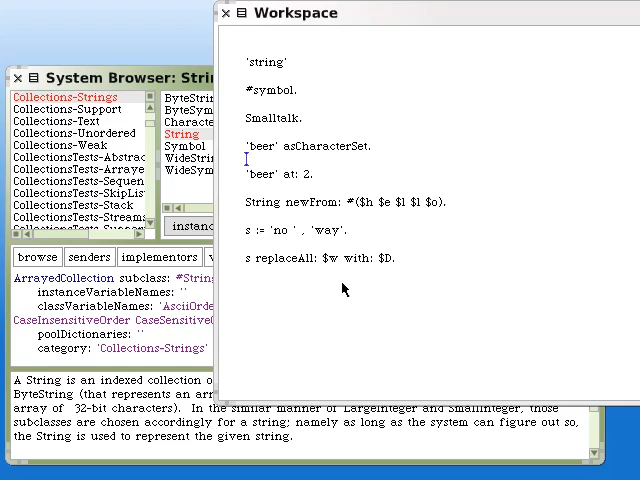 Workspace
'string'
#symbol.
Smalltalk.
'beer' asCharacterSet.
'beer' at: 2.
String newFrom: #($h $e $l $l $o).
s := 'no ' , 'way'.
s replaceAll: $w with: $D.
System Browser: Strin
Collections-Strings
Collections-Support
Collections-Text
Collections-Unordered
Collections-Weak
CollectionsTests-Abstrac
CollectionsTests-Arraye
CollectionsTests-Sequen
CollectionsTests-SkipLis
CollectionsTests-Stack
CollectionsTests-Streams
ByteStri
ByteSym
Characte
String
Symbol
WideStri
WideSym
instanc
browse senders implementors v
ArrayedCollection subclass: #String
instanceVariableNames: ''
classVariableNames: 'AsciiOrde
CaseInsensitiveOrder CaseSensitiveO
poolDictionaries: ''
category: 'Collections-Strings'
A String is an indexed collection o
ByteString (that represents an arr
array of 32-bit characters). In the similar manner of LargeInteger and SmallInteger, those
subclasses are chosen accordingly for a string; namely as long as the system can figure out so,
the String is used to represent the given string.